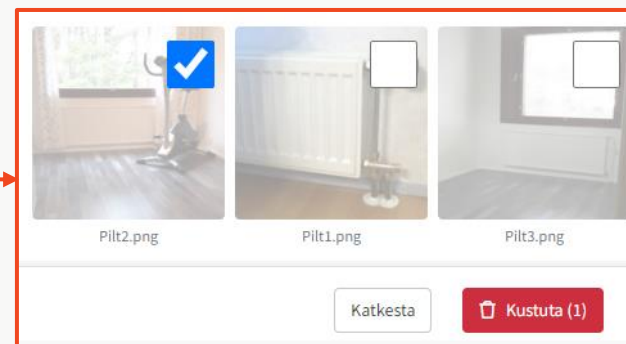 Pilt2.png
Pilt1.png
Pilt3.png
Katkesta
Kustuta (1)